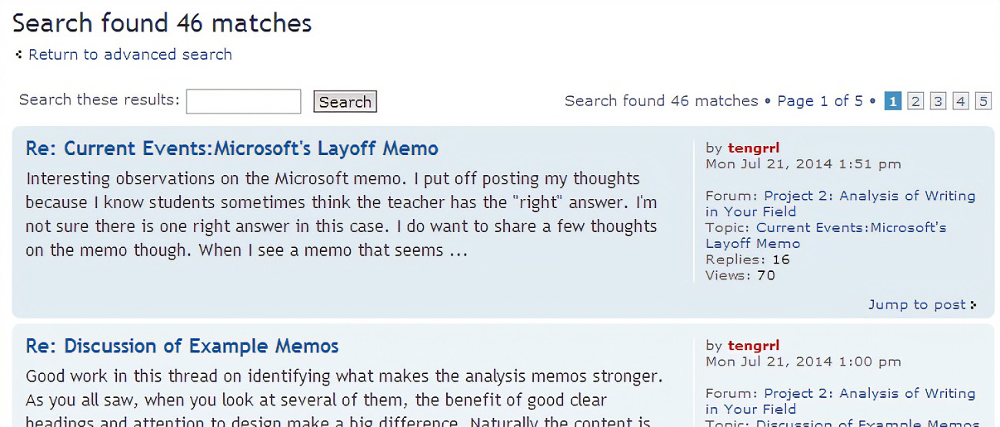 Search found 46 matches
Return to advanced search
Search these results: Search
Search found 46 matches • Page 1 of 5 • 1 2 3 4 5
Re: Current Events:Microsoft's Layoff Memo
Interesting observations on the Microsoft memo. I put off posting my thoughts
because I know students sometimes think the teacher has the "right" answer. I'm
not sure there is one right answer in this case. I do want to share a few thoughts
on the memo though. When I see a memo that seems ...
by tengrrl
Mon Jul 21, 2014 1:51 pm
Forum: Project 2: Analysis of Writing
in Your Field
Topic: Current Events:Microsoft's
Layoff Memo
Replies: 16
Views: 70
Jump to post
Re: Discussion of Example Memos
Good work in this thread on identifying what makes the analysis memos stronger.
As you all saw, when you look at several of them, the benefit of good clear
headings and attention to design make a big difference. Naturally the content is
by tengrrl
Mon Jul 21, 2014 1:00 pm
Forum: Project 2: Analysis of Writing
in Your Field
Topic: Discussion of Example Memos